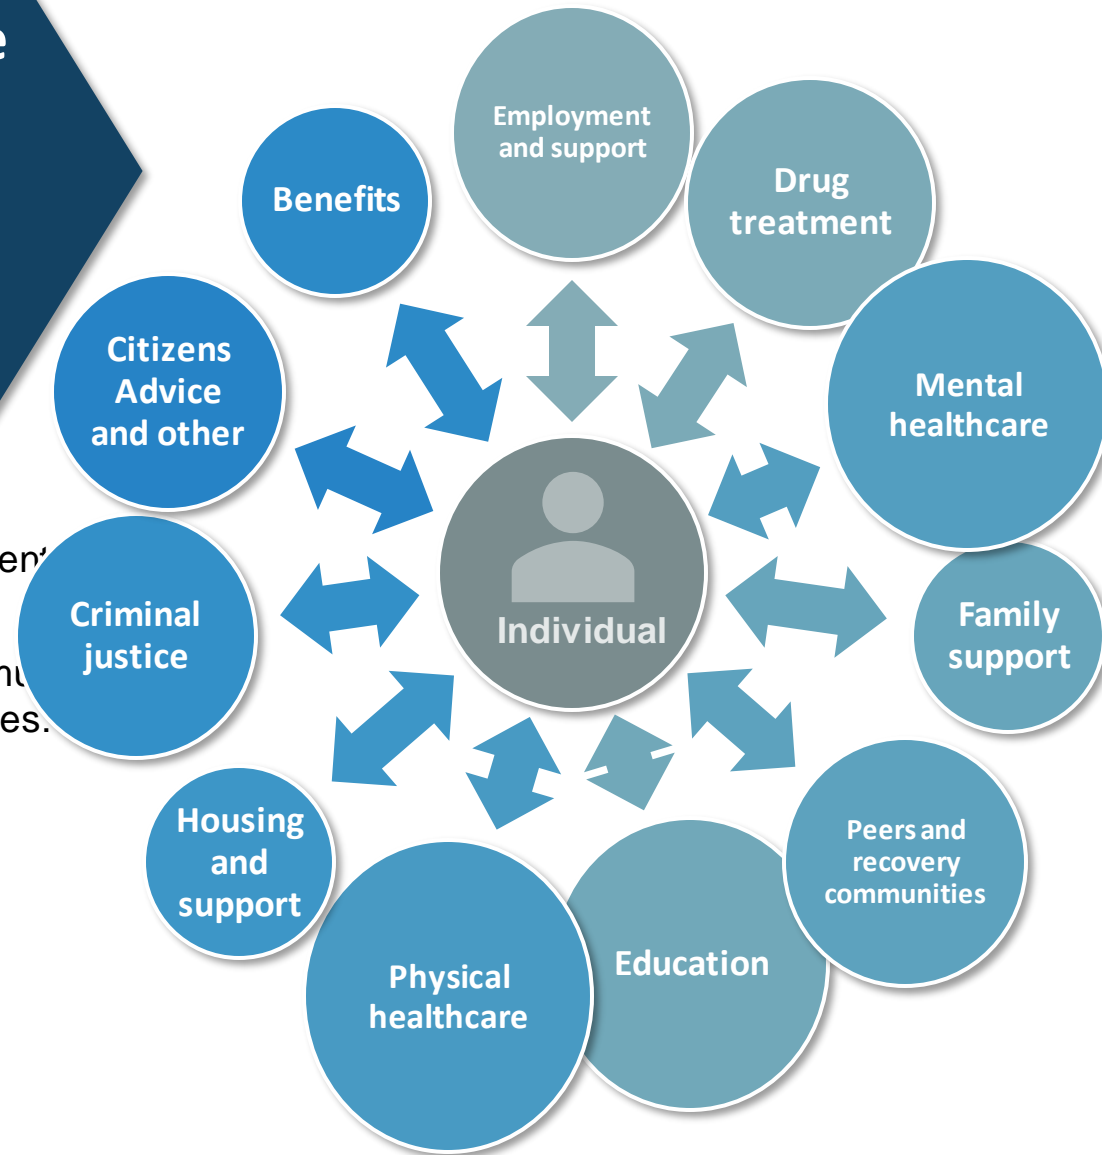 e
Employment
and support
Drug
treatment
Benefits
Citizens
Advice
and other
Mental
healthcare
Individual
Criminal
justice
Family
support
es.
Housing
and
support
Peers and
recovery
communities
Physical
healthcare
Education